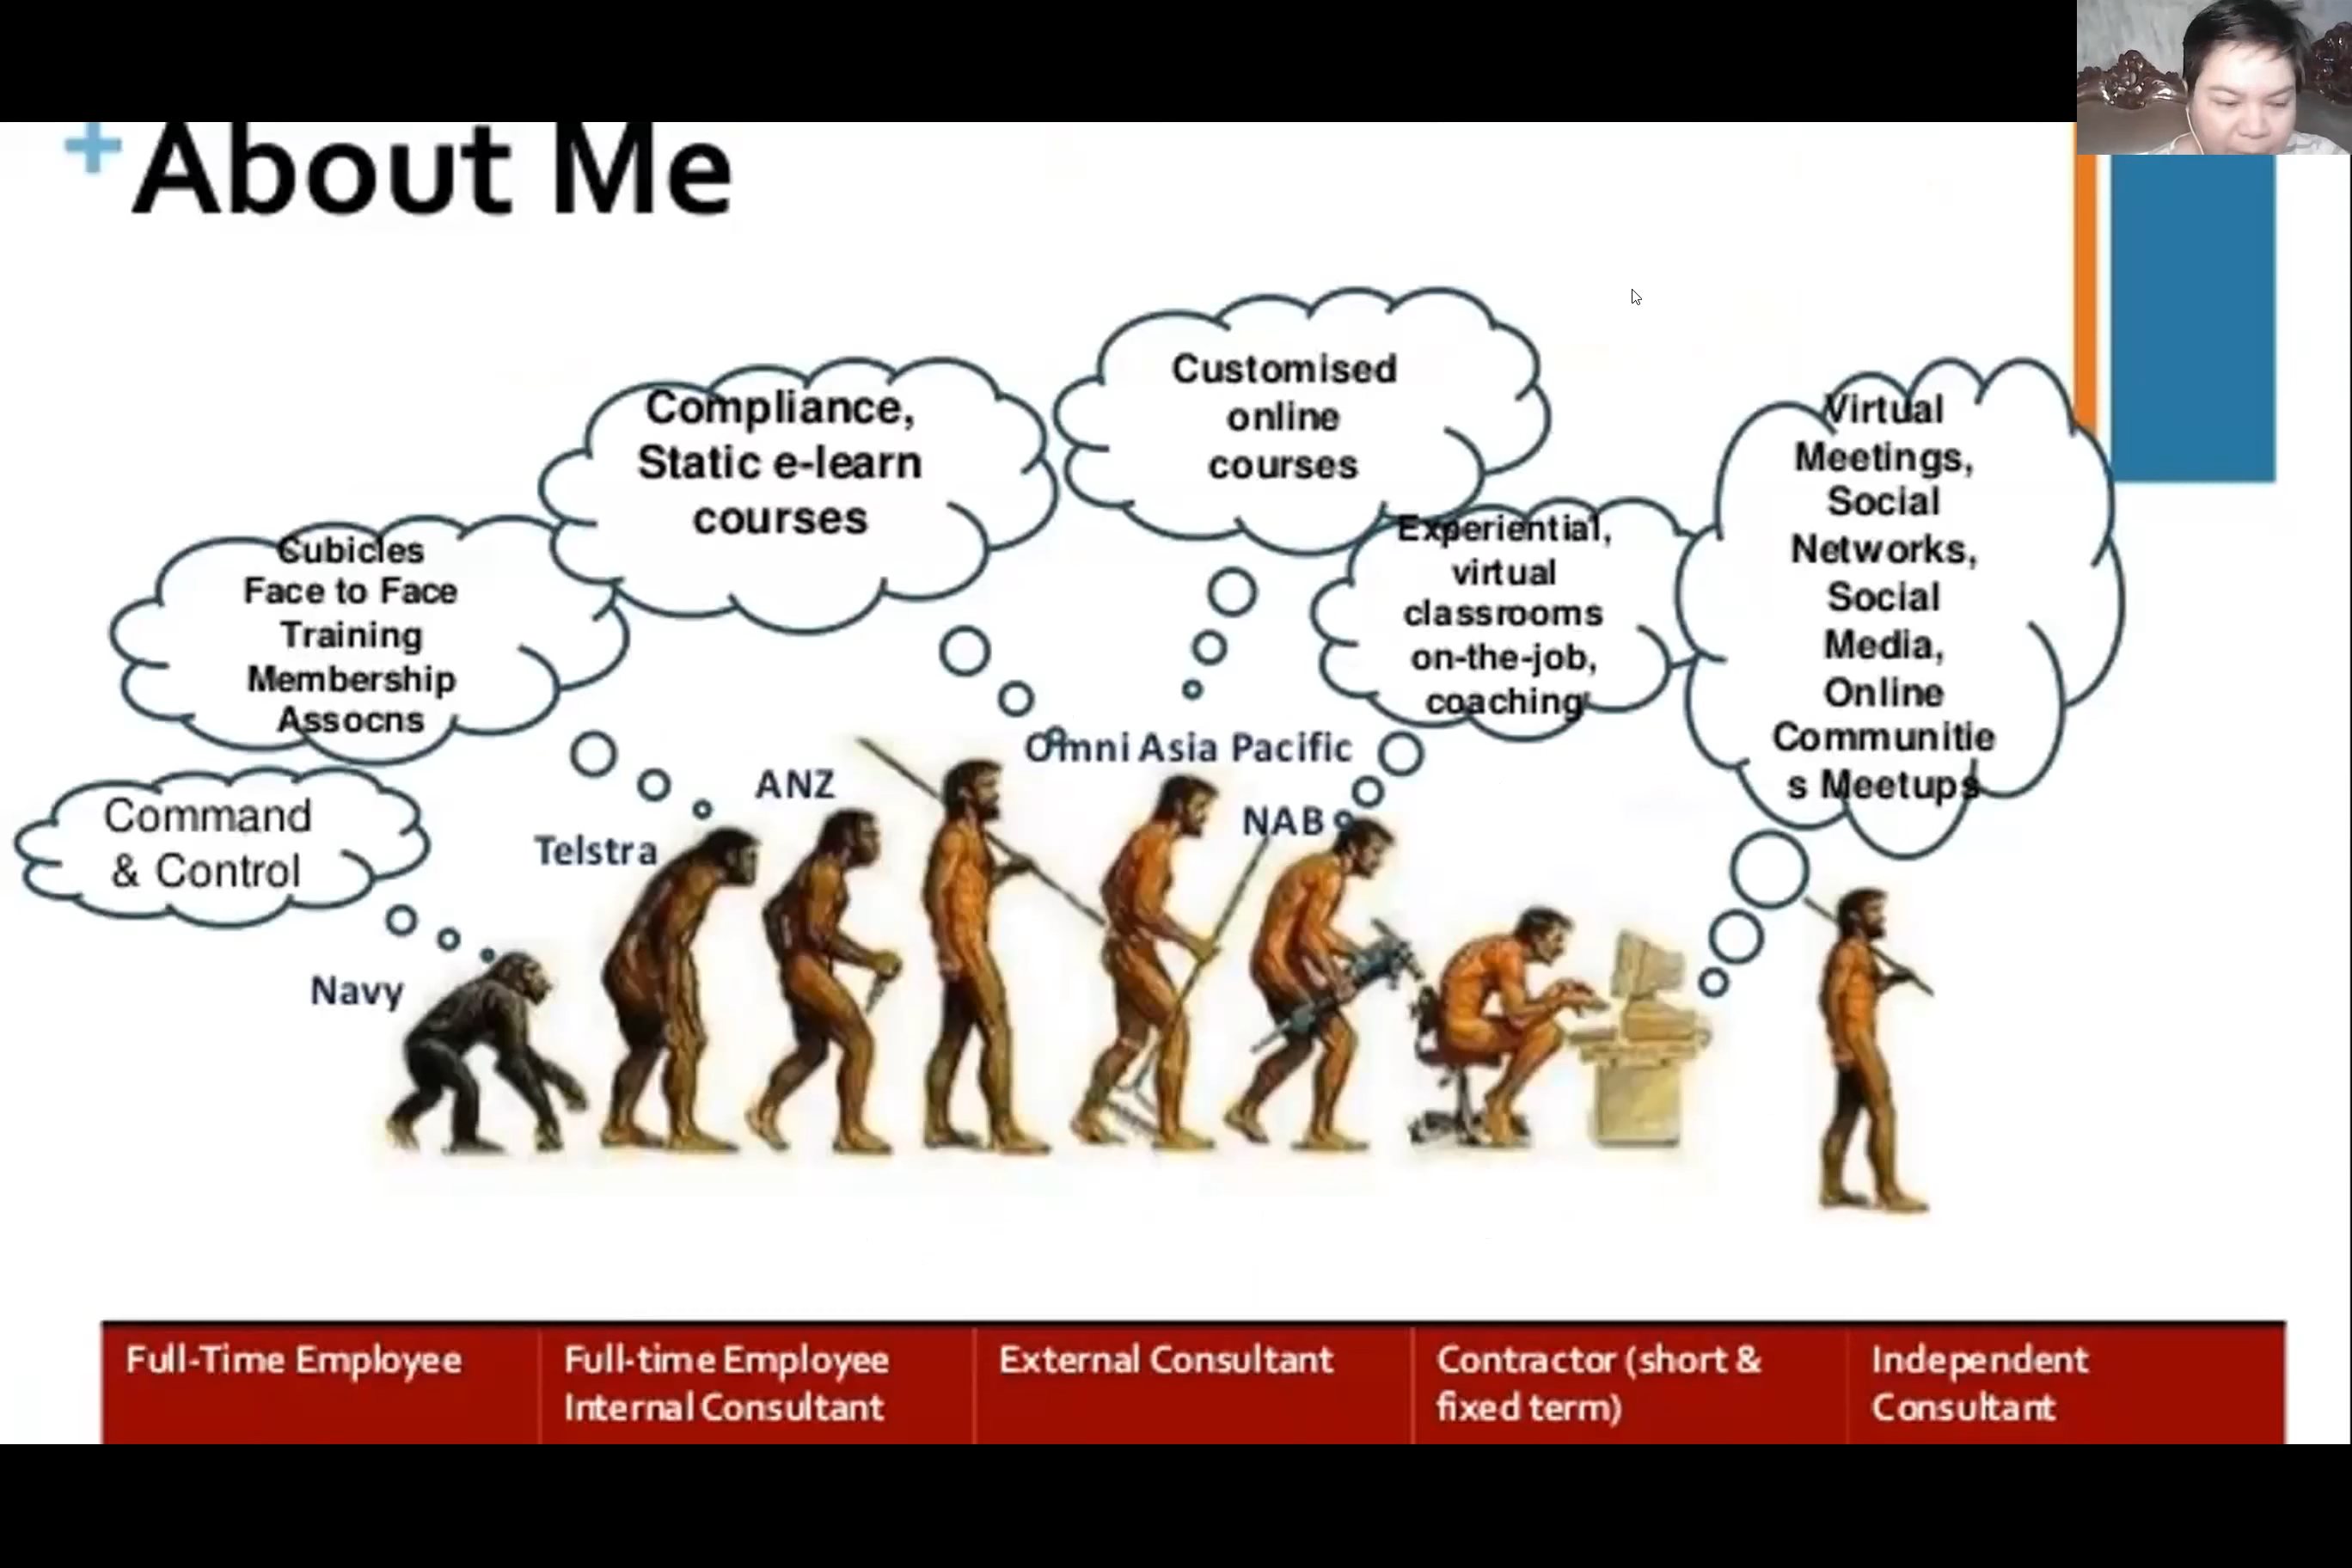 + About Me
Customised
online
courses
Compliance,
Static e-learn
courses
Virtual
Meetings,
Social
Networks,
Social
Media,
Online
Communitie
s Meetups
Experiential,
virtual
classrooms
on-the-job,
coaching
Cubicles
Face to Face
Training
Membership
Assocns
Command
& Control
Navy
Telstra
ANZ
Omni Asia Pacific
NAB
Full-Time Employee
Full-time Employee
Internal Consultant
External Consultant
Contractor (short &
fixed term)
Independent
Consultant